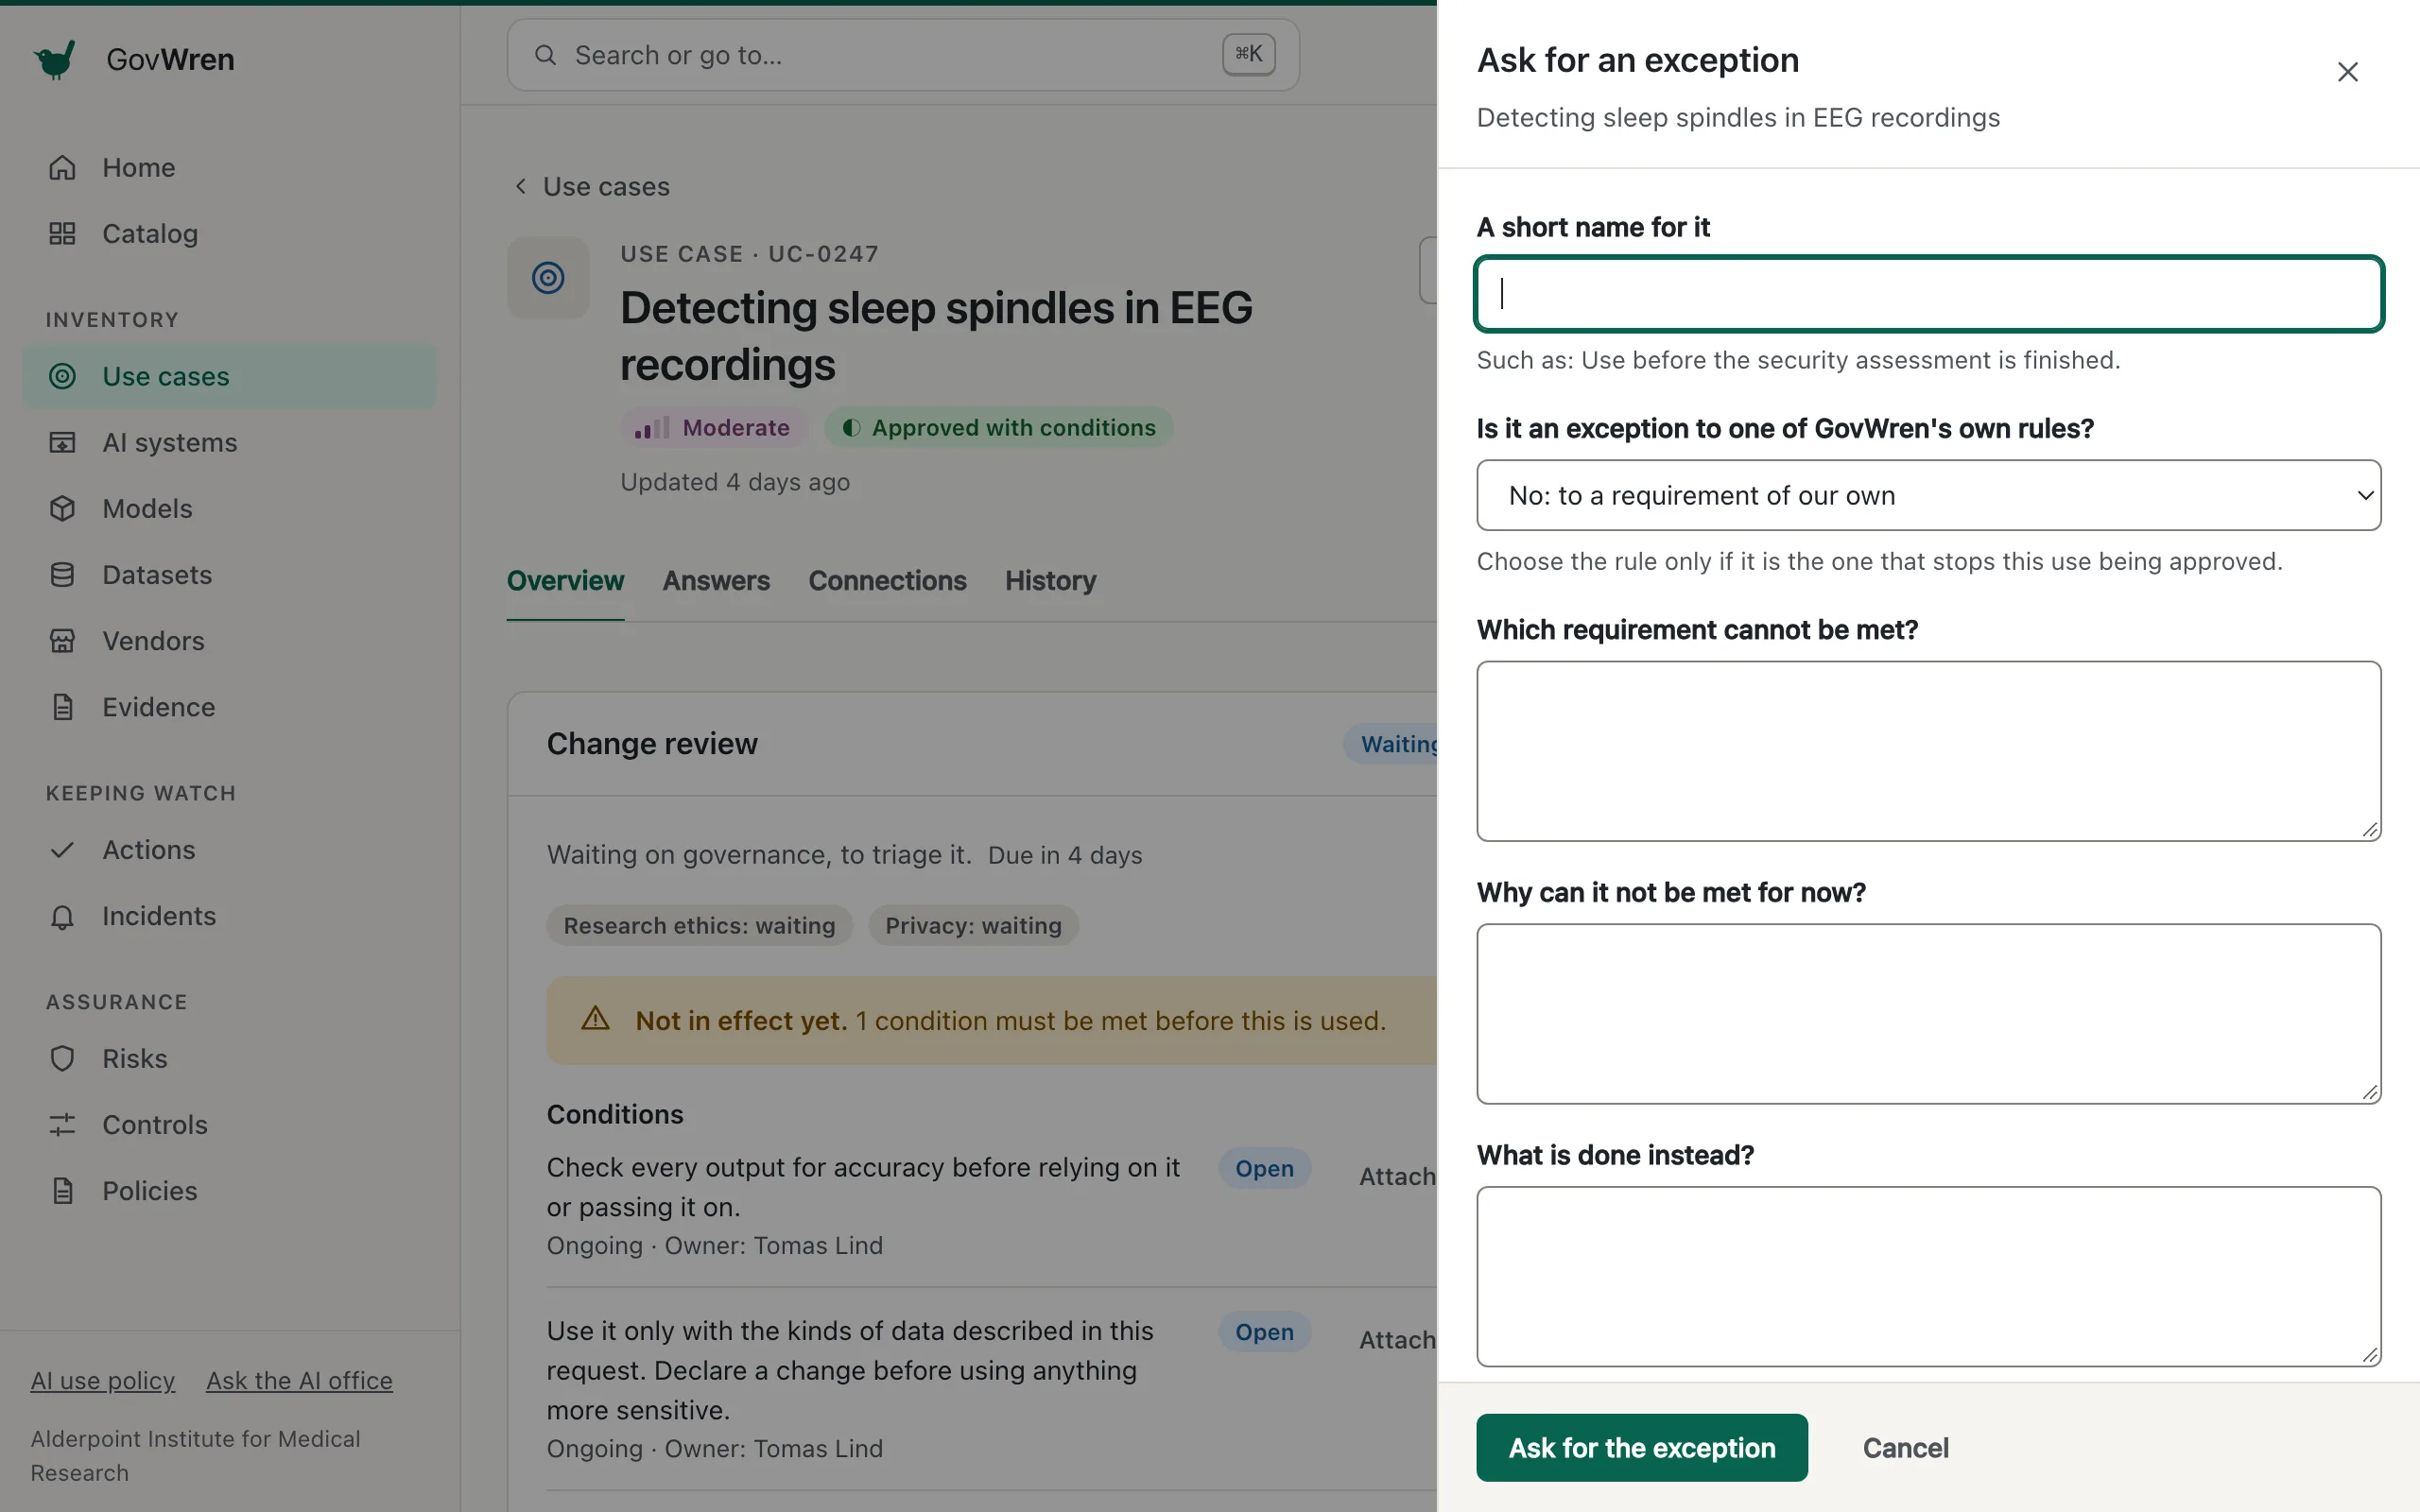 GovWren
Home
Catalog
INVENTORY
Use cases
AI systems
Models
Datasets
Vendors
Evidence
KEEPING WATCH
Actions
Incidents
ASSURANCE
Risks
Controls
Policies
AI use policy
Ask the AI office
Alderpoint Institute for Medical
Research
Search or go to...
⌘K
Use cases
USE CASE · UC-0247
Detecting sleep spindles in EEG
recordings
Moderate
Approved with conditions
Updated 4 days ago
Overview
Answers
Connections
History
Change review
Waiting
Waiting on governance, to triage it. Due in 4 days
Research ethics: waiting
Privacy: waiting
Not in effect yet. 1 condition must be met before this is used.
Conditions
Check every output for accuracy before relying on it
or passing it on.
Ongoing · Owner: Tomas Lind
Open
Attach
Use it only with the kinds of data described in this
request. Declare a change before using anything
more sensitive.
Ongoing · Owner: Tomas Lind
Open
Attach
Ask for an exception
Detecting sleep spindles in EEG recordings
A short name for it
Such as: Use before the security assessment is finished.
Is it an exception to one of GovWren's own rules?
No: to a requirement of our own
Choose the rule only if it is the one that stops this use being approved.
Which requirement cannot be met?
Why can it not be met for now?
What is done instead?
Ask for the exception
Cancel